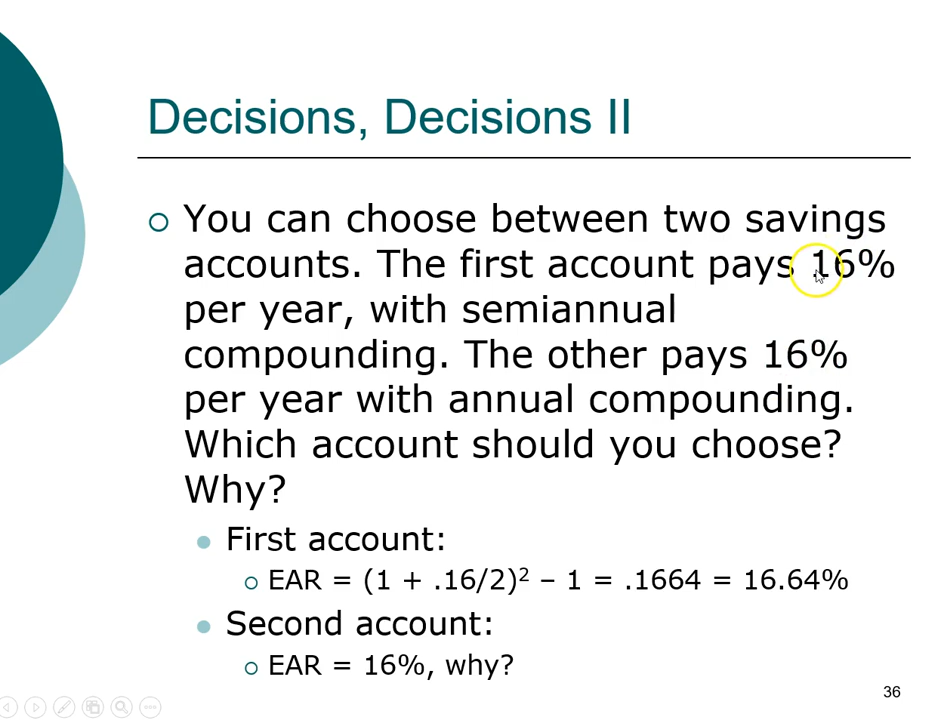 Decisions, Decisions II
You can choose between two savings
accounts. The first account pays 16%
per year, with semiannual
compounding. The other pays 16%
per year with annual compounding.
Which account should you choose?
Why?
First account:
EAR = (1 + .16/2)² – 1 = .1664 = 16.64%
Second account:
EAR = 16%, why?
36